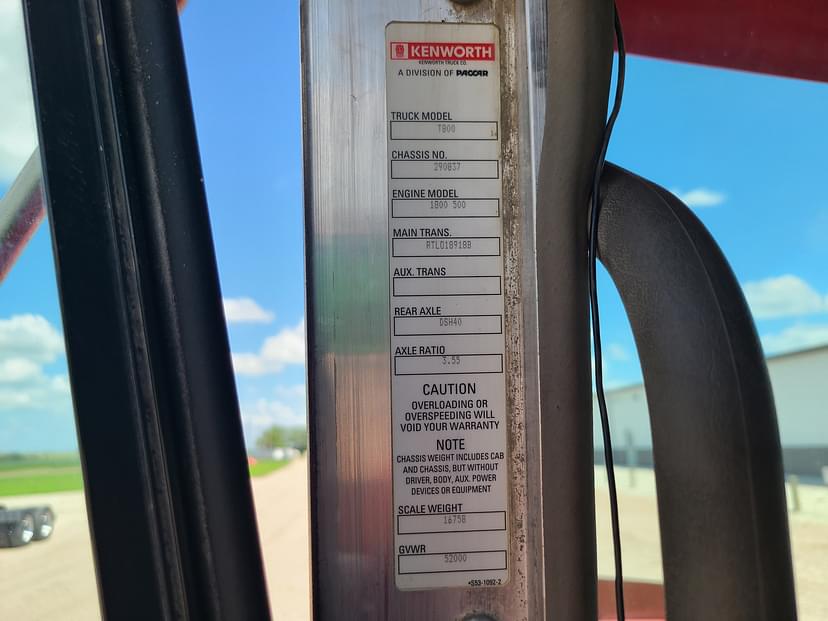 KENWORTH
KENWORTH TRUCK CO.
A DIVISION OF PACCAR
TRUCK MODEL
T800
CHASSIS NO.
290837
ENGINE MODEL
1800 500
MAIN TRANS.
RTLO18918B
AUX. TRANS
REAR AXLE
DSH40
AXLE RATIO
3.55
CAUTION
OVERLOADING OR
OVERSPEEDING WILL
VOID YOUR WARRANTY
NOTE
CHASSIS WEIGHT INCLUDES CAB
AND CHASSIS, BUT WITHOUT
DRIVER, BODY, AUX. POWER
DEVICES OR EQUIPMENT
SCALE WEIGHT
16758
GVWR
52000
•S53-1092-2